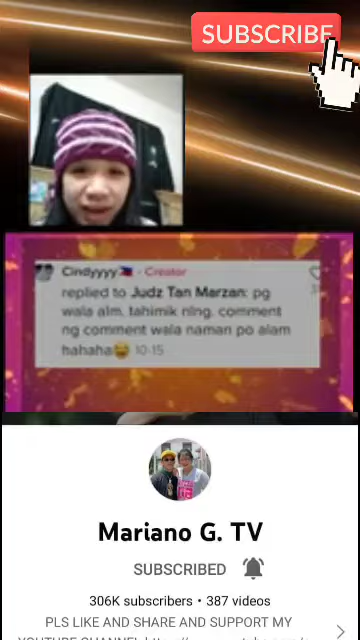 SUBSCRIBE
Cindyyyy🇵🇭 · Creator
replied to Judz Tan Marzan: pg
wala alm. tahimik nlng. comment
ng comment wala naman po alam
hahaha😅 10-15
Mariano G. TV
SUBSCRIBED
306K subscribers • 387 videos
PLS LIKE AND SHARE AND SUPPORT MY